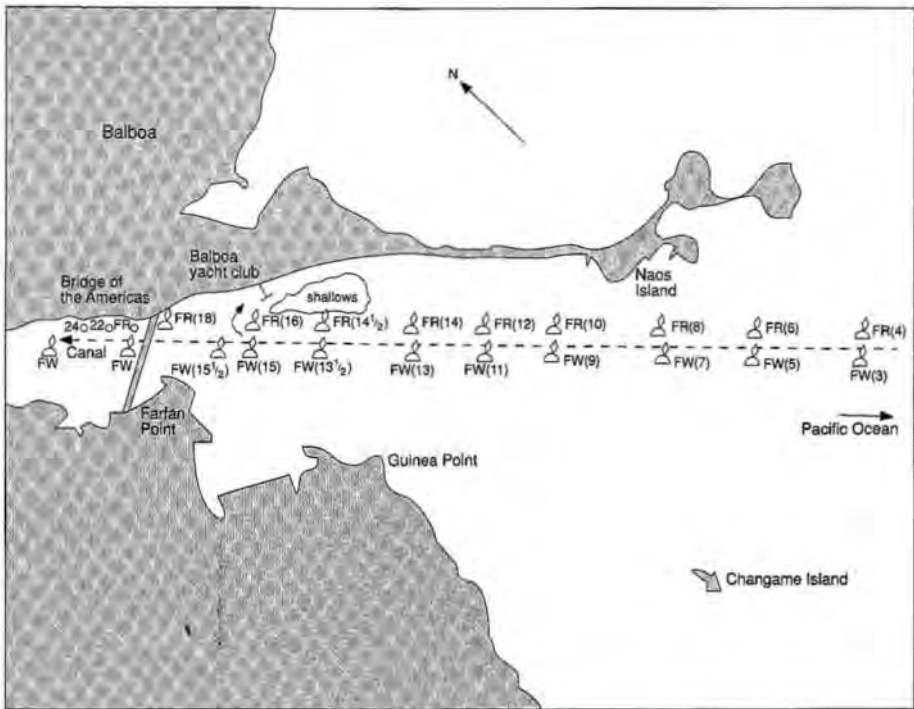 N
Balboa
Balboa
yacht club
Naos
Island
Bridge of
the Americas
shallows
24 22 FR
FR(18)
FR(16)
FR(14½)
FR(14)
FR(12)
FR(10)
FR(8)
FR(6)
FR(4)
Canal
FW
FW
FW(15½)
FW(15)
FW(13½)
FW(13)
FW(11)
FW(9)
FW(7)
FW(5)
FW(3)
Farfan
Point
Pacific Ocean
Guinea Point
Changame Island